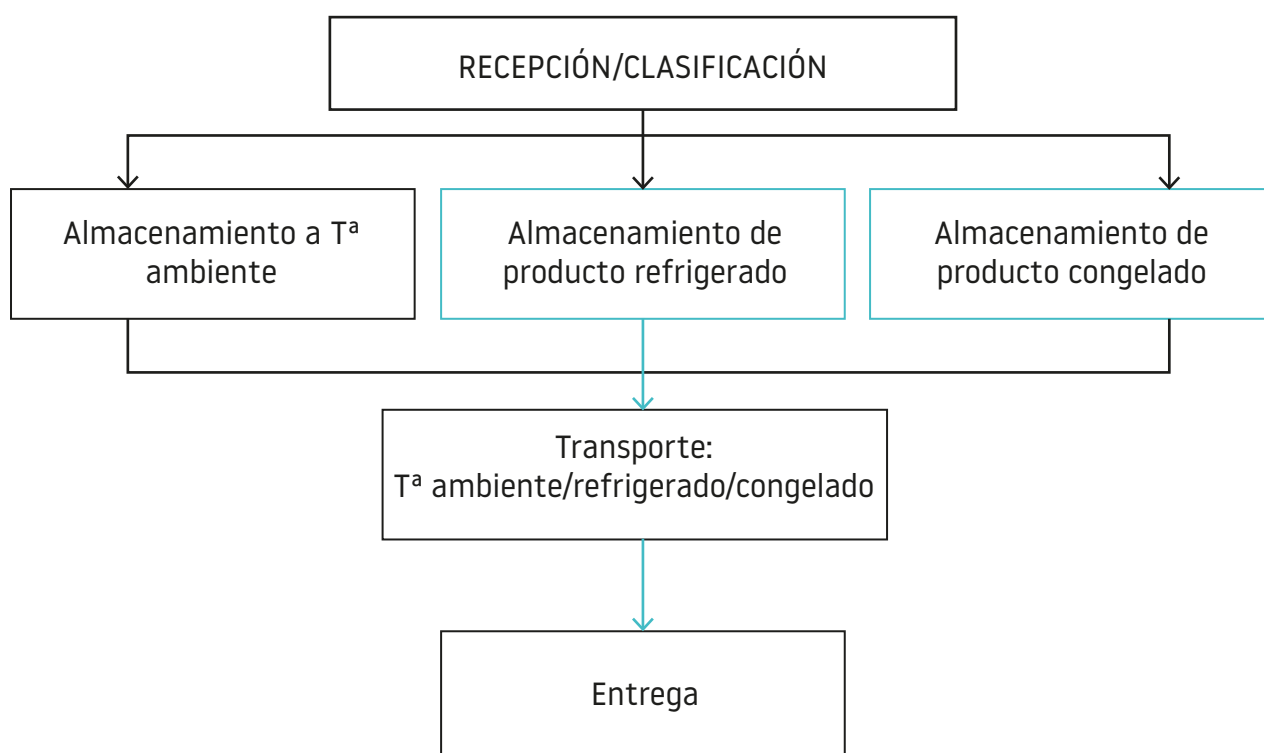 RECEPCIÓN/CLASIFICACIÓN
Almacenamiento a Tª
ambiente
Almacenamiento de
producto refrigerado
Almacenamiento de
producto congelado
Transporte:
Tª ambiente/refrigerado/congelado
Entrega